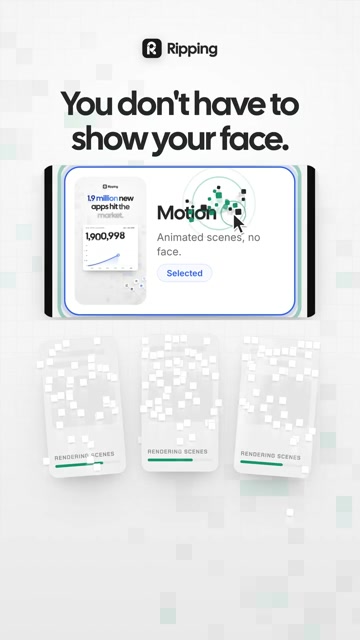 Ripping
You don't have to
show your face.
Ripping
1.9 million new
apps hit the
market.
1,900,998
Motion
Animated scenes, no
face.
Selected
RENDERING SCENES
RENDERING SCENES
RENDERING SCENES